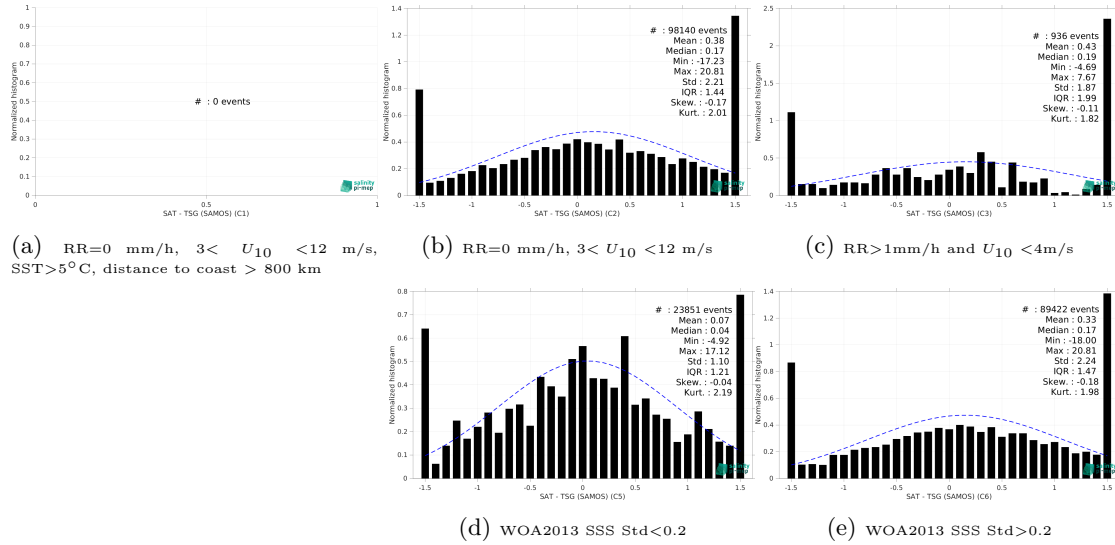 1
0.9
0.8
0.7
0.6
0.5
0.4
0.3
0.2
0.1
0
Normalized histogram
# : 0 events
0 0.5 1
SAT - TSG (SAMOS) (C1)
salinity
pi-mep
(a) RR=0 mm/h, 3< U10 <12 m/s,
SST>5°C, distance to coast > 800 km
1.4
1.2
1
0.8
0.6
0.4
0.2
0
Normalized histogram
# : 98140 events
Mean : 0.38
Median : 0.17
Min : -17.23
Max : 20.81
Std : 2.21
IQR : 1.44
Skew. : -0.17
Kurt. : 2.01
-1.5 -1 -0.5 0 0.5 1 1.5
SAT - TSG (SAMOS) (C2)
salinity
pi-mep
(b) RR=0 mm/h, 3< U10 <12 m/s
2.5
2
1.5
1
0.5
0
Normalized histogram
# : 936 events
Mean : 0.43
Median : 0.19
Min : -4.69
Max : 7.67
Std : 1.87
IQR : 1.99
Skew. : -0.11
Kurt. : 1.82
-1.5 -1 -0.5 0 0.5 1 1.5
SAT - TSG (SAMOS) (C3)
(c) RR>1mm/h and U10 <4m/s
0.8
0.7
0.6
0.5
0.4
0.3
0.2
0.1
0
Normalized histogram
# : 23851 events
Mean : 0.07
Median : 0.04
Min : -4.92
Max : 17.12
Std : 1.10
IQR : 1.21
Skew. : -0.04
Kurt. : 2.19
-1.5 -1 -0.5 0 0.5 1 1.5
SAT - TSG (SAMOS) (C5)
(d) WOA2013 SSS Std<0.2
1.4
1.2
1
0.8
0.6
0.4
0.2
0
Normalized histogram
# : 89422 events
Mean : 0.33
Median : 0.17
Min : -18.00
Max : 20.81
Std : 2.24
IQR : 1.47
Skew. : -0.18
Kurt. : 1.98
-1.5 -1 -0.5 0 0.5 1 1.5
SAT - TSG (SAMOS) (C6)
(e) WOA2013 SSS Std>0.2